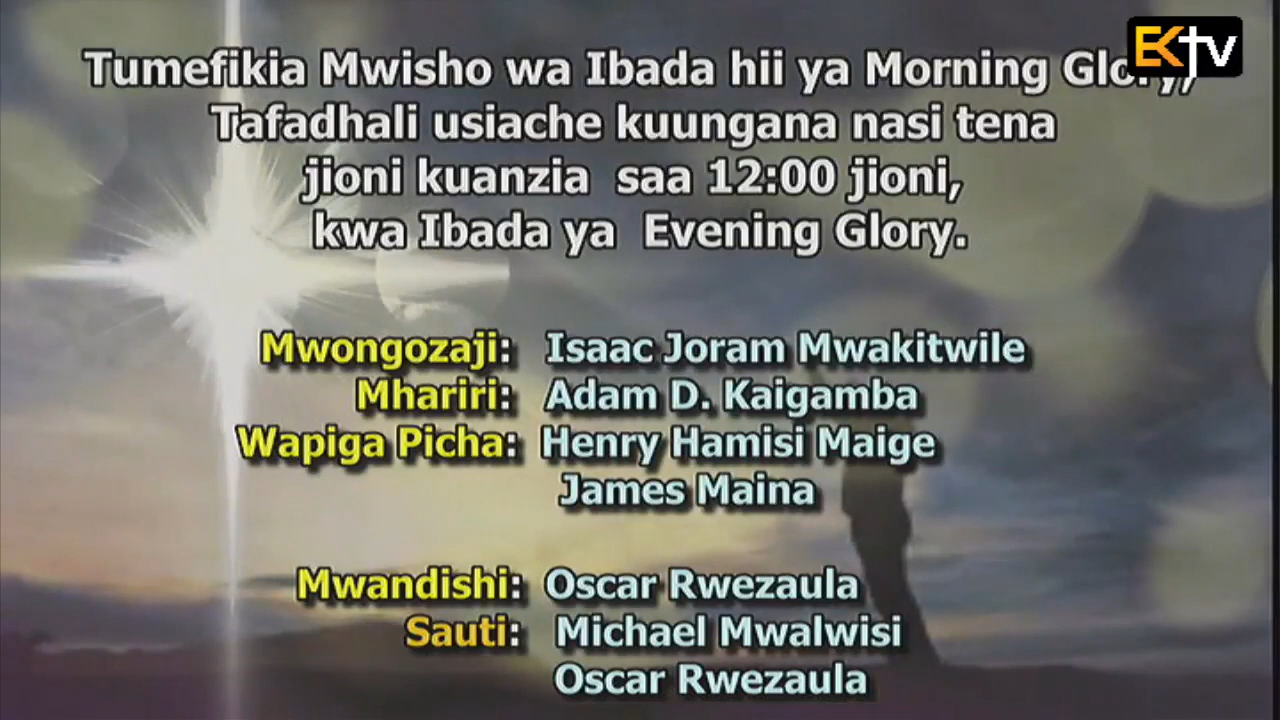 EKtv
Tumefikia Mwisho wa Ibada hii ya Morning Glory,
Tafadhali usiache kuungana nasi tena
jioni kuanzia saa 12:00 jioni,
kwa Ibada ya Evening Glory.
Mwongozaji: Isaac Joram Mwakitwile
Mhariri: Adam D. Kaigamba
Wapiga Picha: Henry Hamisi Maige
James Maina
Mwandishi: Oscar Rwezaula
Sauti: Michael Mwalwisi
Oscar Rwezaula